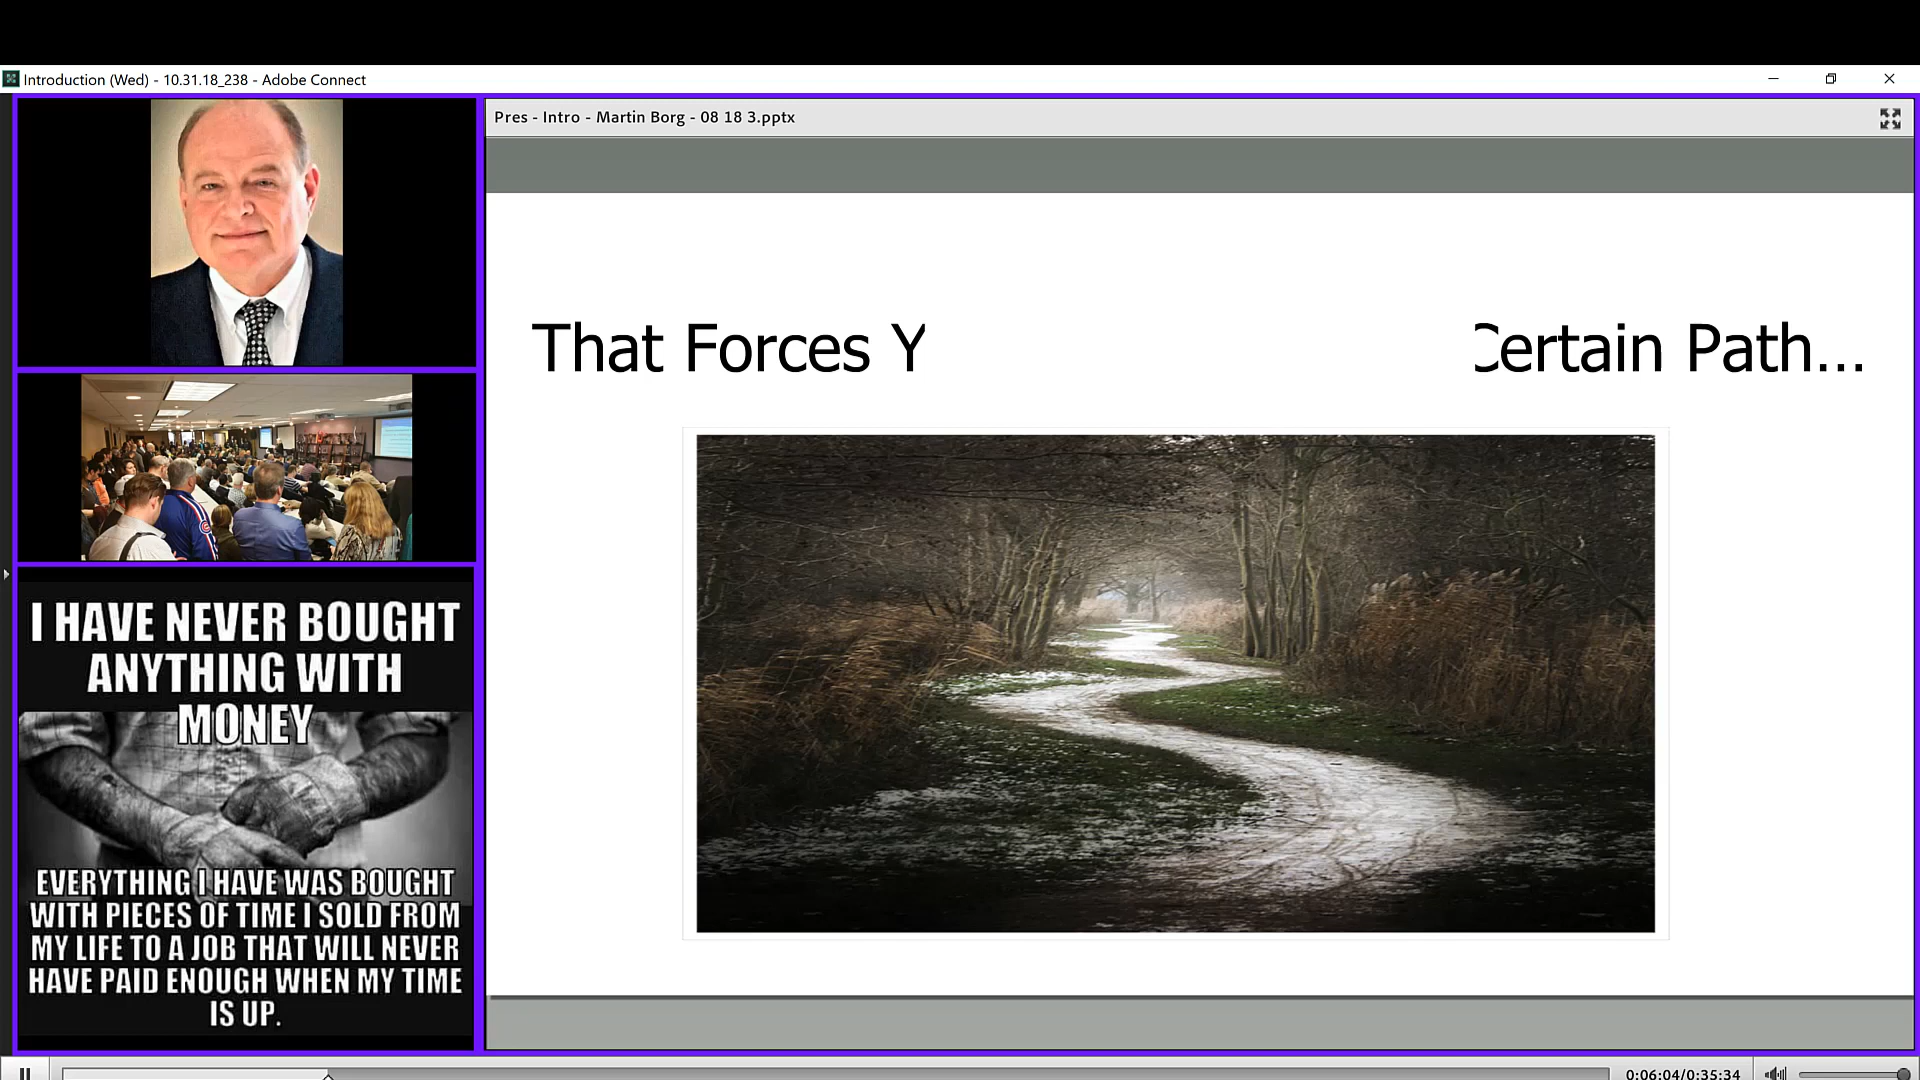 Introduction (Wed) - 10.31.18_238 - Adobe Connect
Pres - Intro - Martin Borg - 08 18 3.pptx
That Forces Y Certain Path...
I HAVE NEVER BOUGHT
ANYTHING WITH
MONEY
EVERYTHING I HAVE WAS BOUGHT
WITH PIECES OF TIME I SOLD FROM
MY LIFE TO A JOB THAT WILL NEVER
HAVE PAID ENOUGH WHEN MY TIME
IS UP.
0:06:04/0:35:34